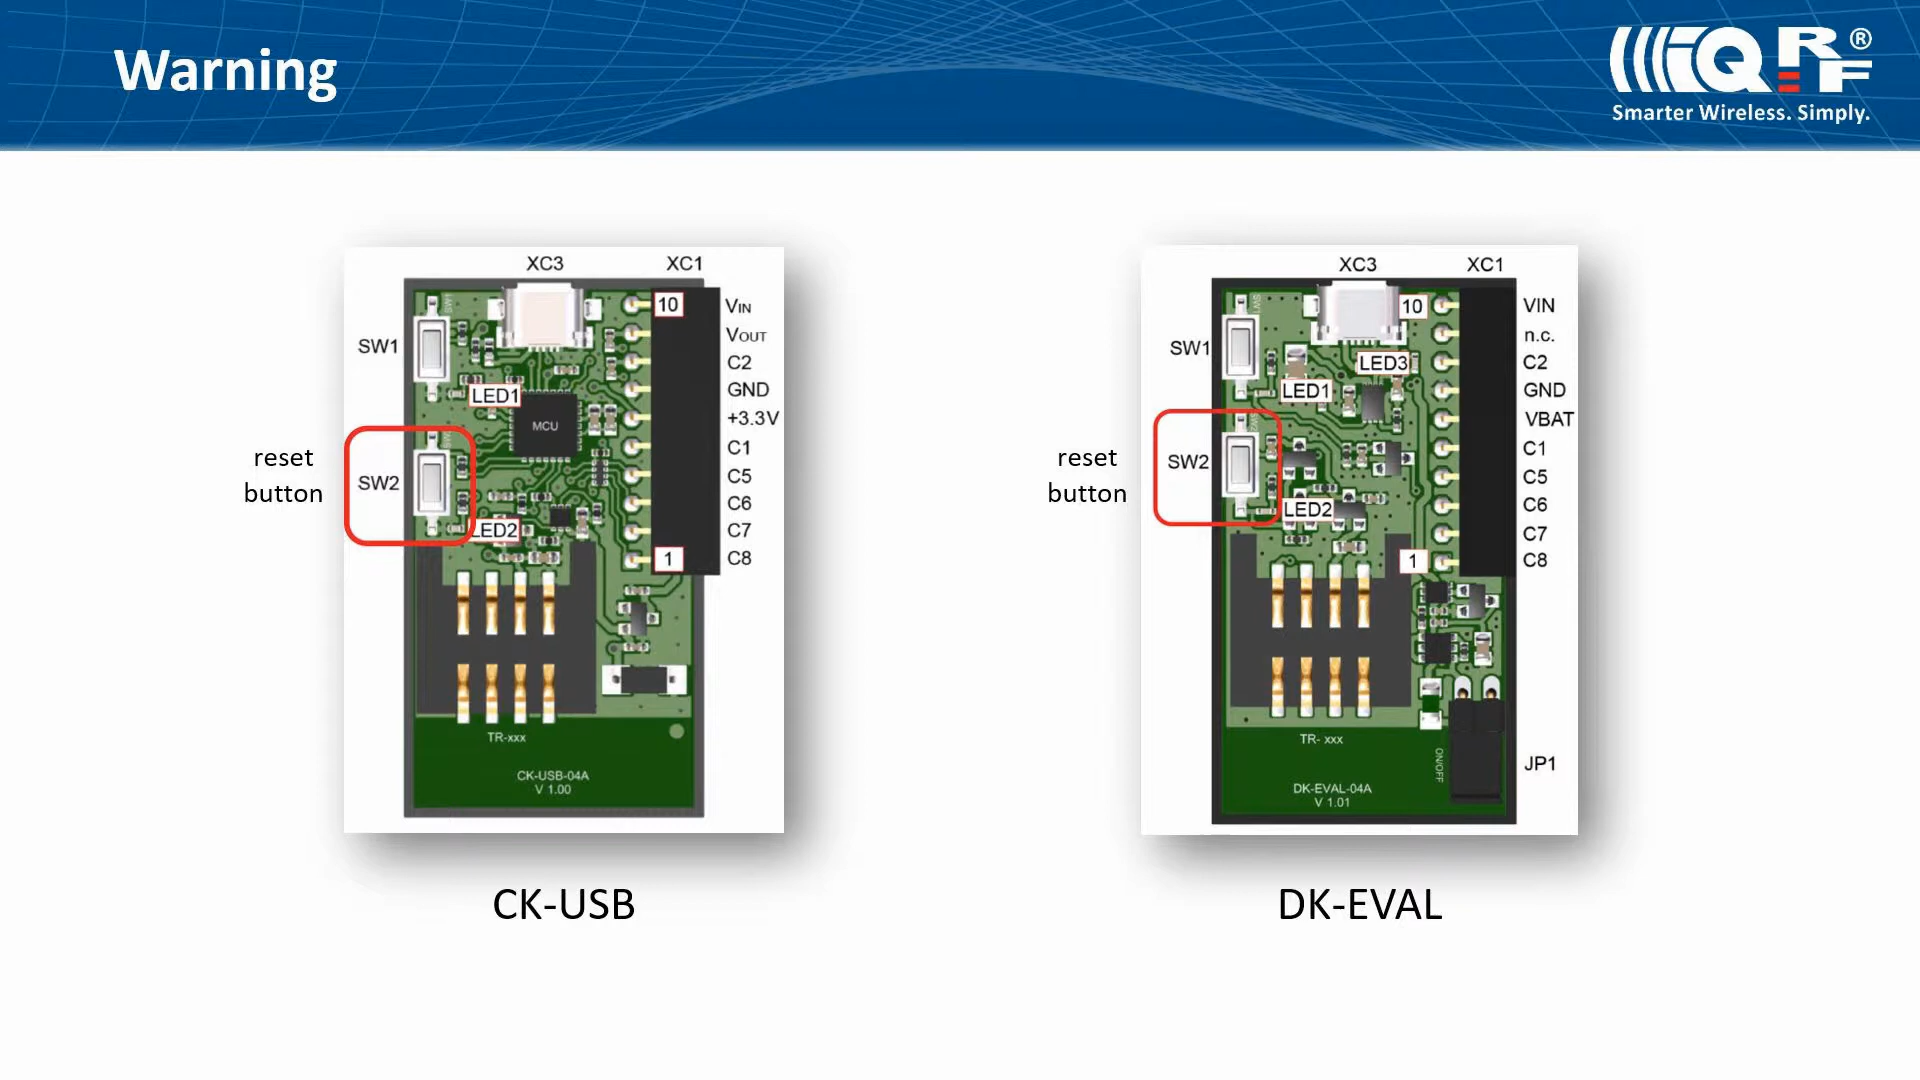 Warning
IQRF®
Smarter Wireless. Simply.
XC3 XC1
SW1
SW1
LED1
MCU
reset
button
SW2
LED2
10
VIN
VOUT
C2
GND
+3.3V
C1
C5
C6
C7
1
C8
TR-xxx
CK-USB-04A
V 1.00
CK-USB
XC3 XC1
SW1
LED1
LED3
reset
button
SW2
LED2
10
VIN
n.c.
C2
GND
VBAT
C1
C5
C6
C7
1
C8
TR- xxx
ON/OFF
JP1
DK-EVAL-04A
V 1.01
DK-EVAL